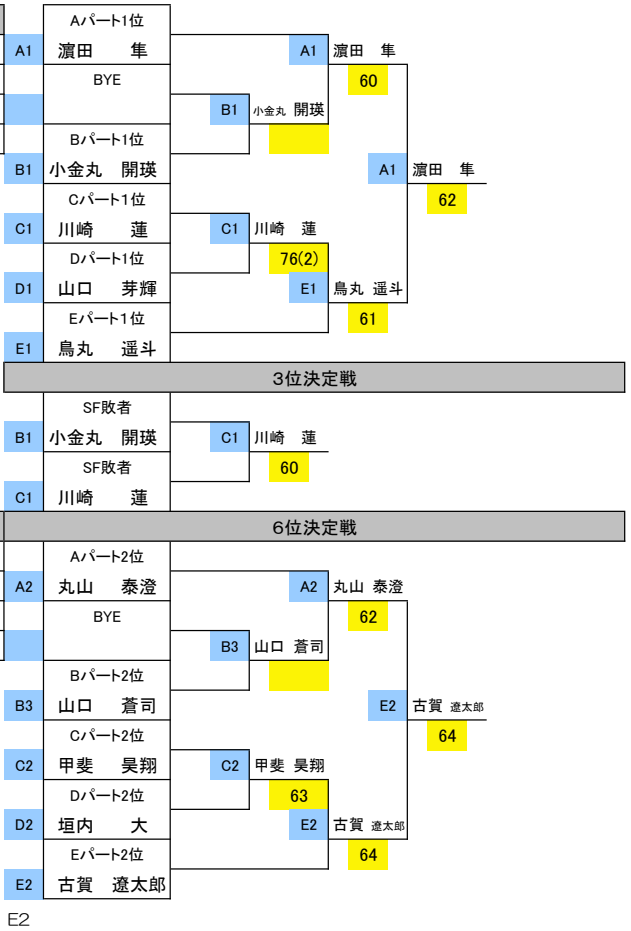 Aパート1位
A1 濵田 隼 A1 濵田 隼
BYE 60
B1 小金丸 開瑛
Bパート1位
B1 小金丸 開瑛 A1 濵田 隼
Cパート1位 62
C1 川崎 蓮 C1 川崎 蓮
Dパート1位 76(2)
D1 山口 芽輝 E1 鳥丸 遥斗
Eパート1位 61
E1 鳥丸 遥斗
3位決定戦
SF敗者
B1 小金丸 開瑛 C1 川崎 蓮
SF敗者 60
C1 川崎 蓮
6位決定戦
Aパート2位
A2 丸山 泰澄 A2 丸山 泰澄
BYE 62
B3 山口 蒼司
Bパート2位
B3 山口 蒼司 E2 古賀 遼太郎
Cパート2位 64
C2 甲斐 昊翔 C2 甲斐 昊翔
Dパート2位 63
D2 垣内 大 E2 古賀 遼太郎
Eパート2位 64
E2 古賀 遼太郎
E2